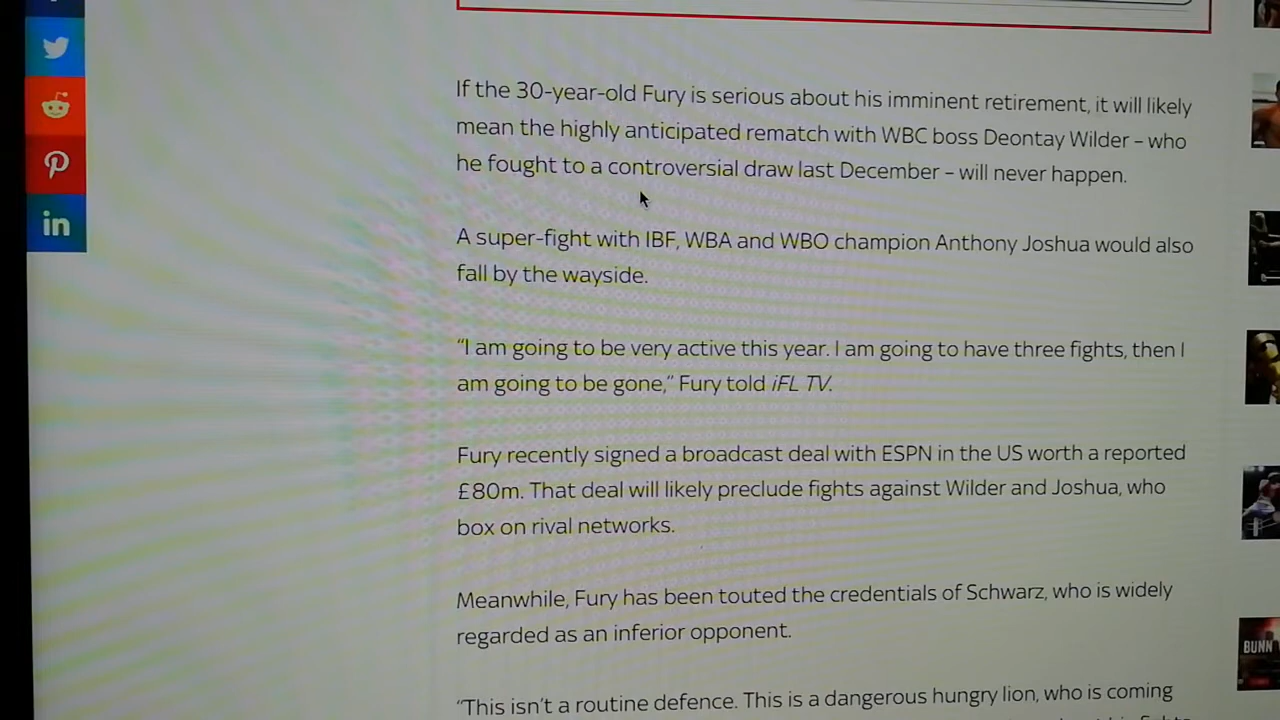 If the 30-year-old Fury is serious about his imminent retirement, it will likely
mean the highly anticipated rematch with WBC boss Deontay Wilder – who
he fought to a controversial draw last December – will never happen.
A super-fight with IBF, WBA and WBO champion Anthony Joshua would also
fall by the wayside.
“I am going to be very active this year. I am going to have three fights, then I
am going to be gone,” Fury told iFL TV.
Fury recently signed a broadcast deal with ESPN in the US worth a reported
£80m. That deal will likely preclude fights against Wilder and Joshua, who
box on rival networks.
Meanwhile, Fury has been touted the credentials of Schwarz, who is widely
regarded as an inferior opponent.
“This isn’t a routine defence. This is a dangerous hungry lion, who is coming
in
BUNN